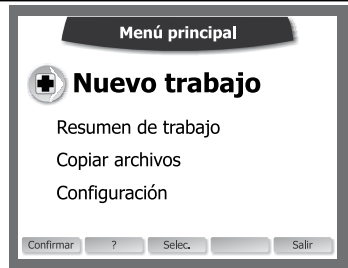 Menú principal
Nuevo trabajo
Resumen de trabajo
Copiar archivos
Configuración
Confirmar ? Selec. Salir